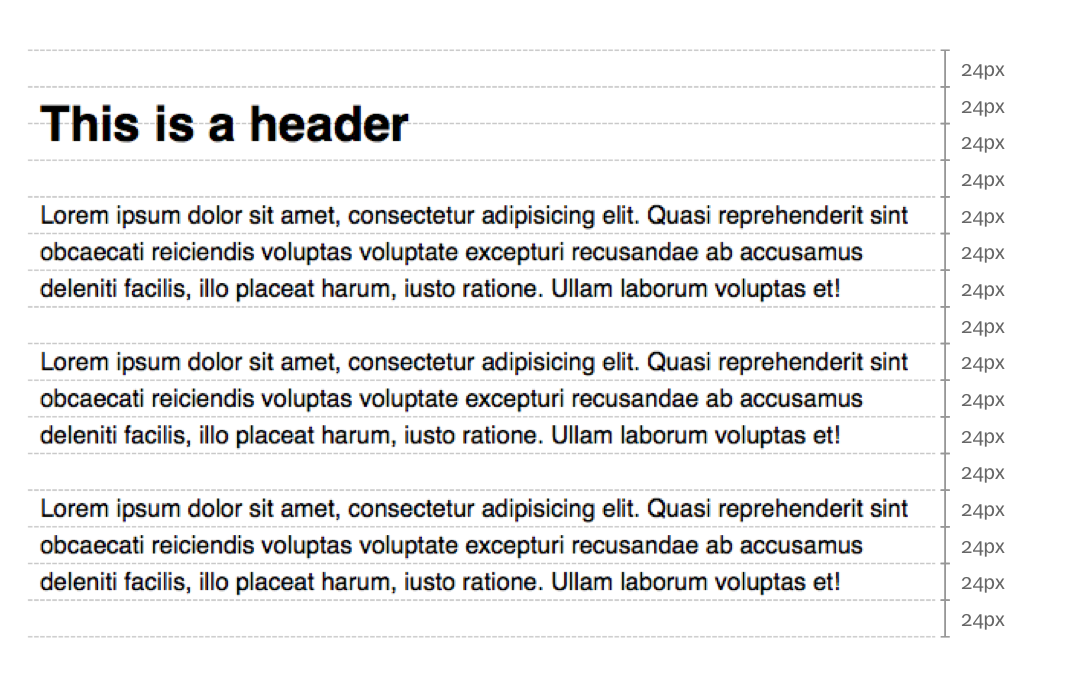 24px
This is a header
24px
24px
24px
Lorem ipsum dolor sit amet, consectetur adipisicing elit. Quasi reprehenderit sint
24px
obcaecati reiciendis voluptas voluptate excepturi recusandae ab accusamus
24px
deleniti facilis, illo placeat harum, iusto ratione. Ullam laborum voluptas et!
24px
24px
Lorem ipsum dolor sit amet, consectetur adipisicing elit. Quasi reprehenderit sint
24px
obcaecati reiciendis voluptas voluptate excepturi recusandae ab accusamus
24px
deleniti facilis, illo placeat harum, iusto ratione. Ullam laborum voluptas et!
24px
24px
Lorem ipsum dolor sit amet, consectetur adipisicing elit. Quasi reprehenderit sint
24px
obcaecati reiciendis voluptas voluptate excepturi recusandae ab accusamus
24px
deleniti facilis, illo placeat harum, iusto ratione. Ullam laborum voluptas et!
24px
24px